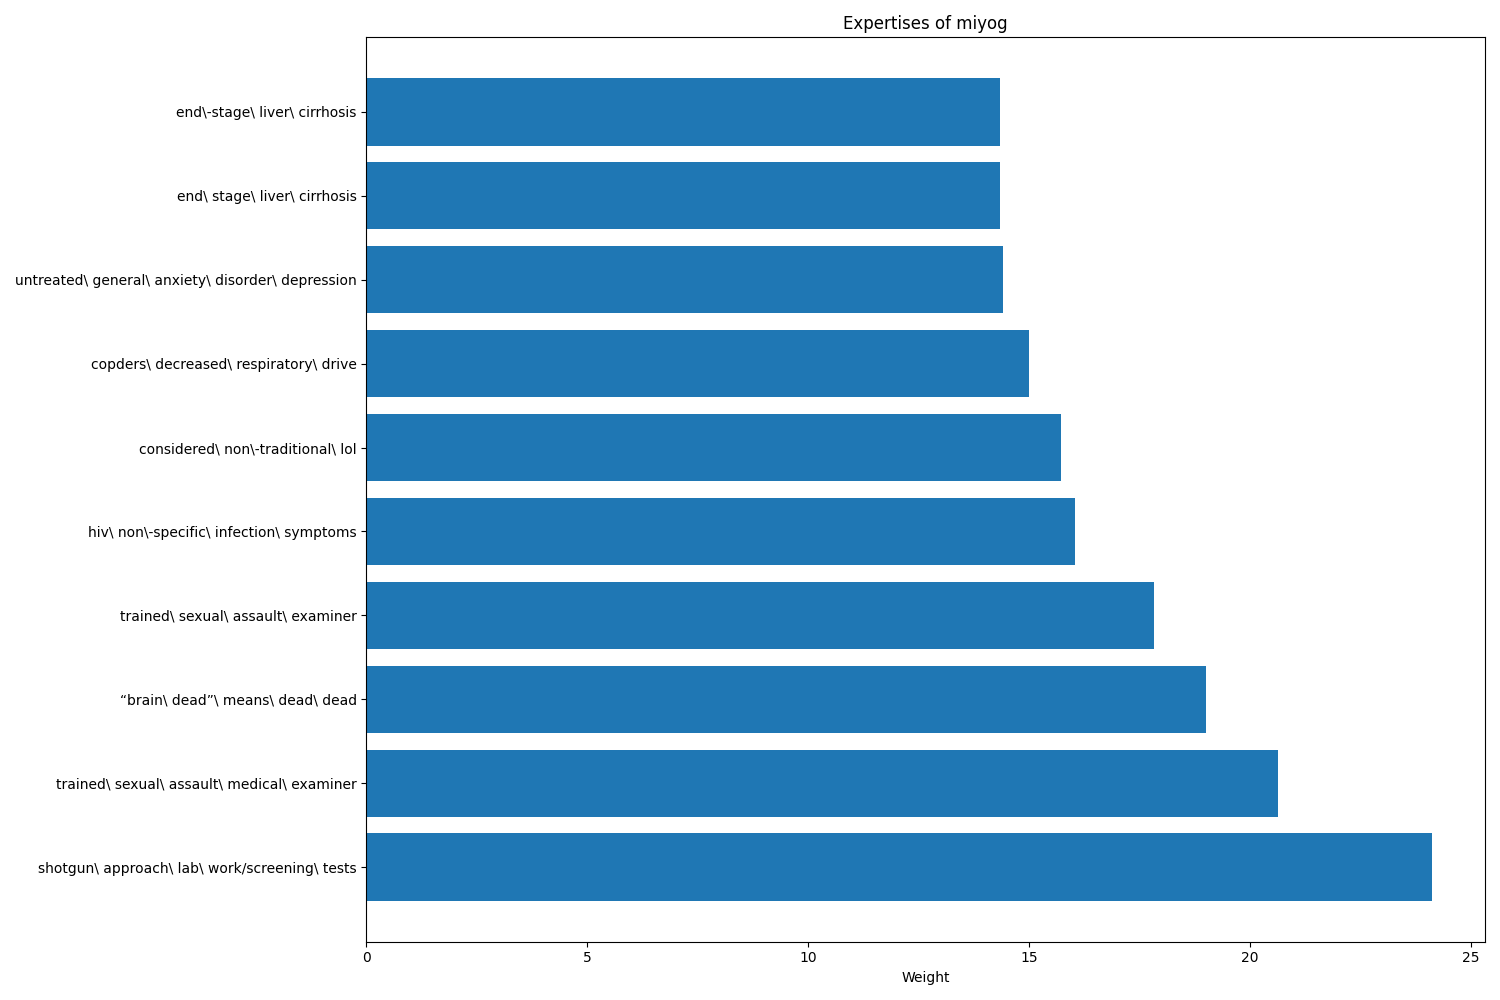 Expertises of miyog
end\-stage\ liver\ cirrhosis
end\ stage\ liver\ cirrhosis
untreated\ general\ anxiety\ disorder\ depression
copders\ decreased\ respiratory\ drive
considered\ non\-traditional\ lol
hiv\ non\-specific\ infection\ symptoms
trained\ sexual\ assault\ examiner
“brain\ dead”\ means\ dead\ dead
trained\ sexual\ assault\ medical\ examiner
shotgun\ approach\ lab\ work/screening\ tests
0 5 10 15 20 25
Weight